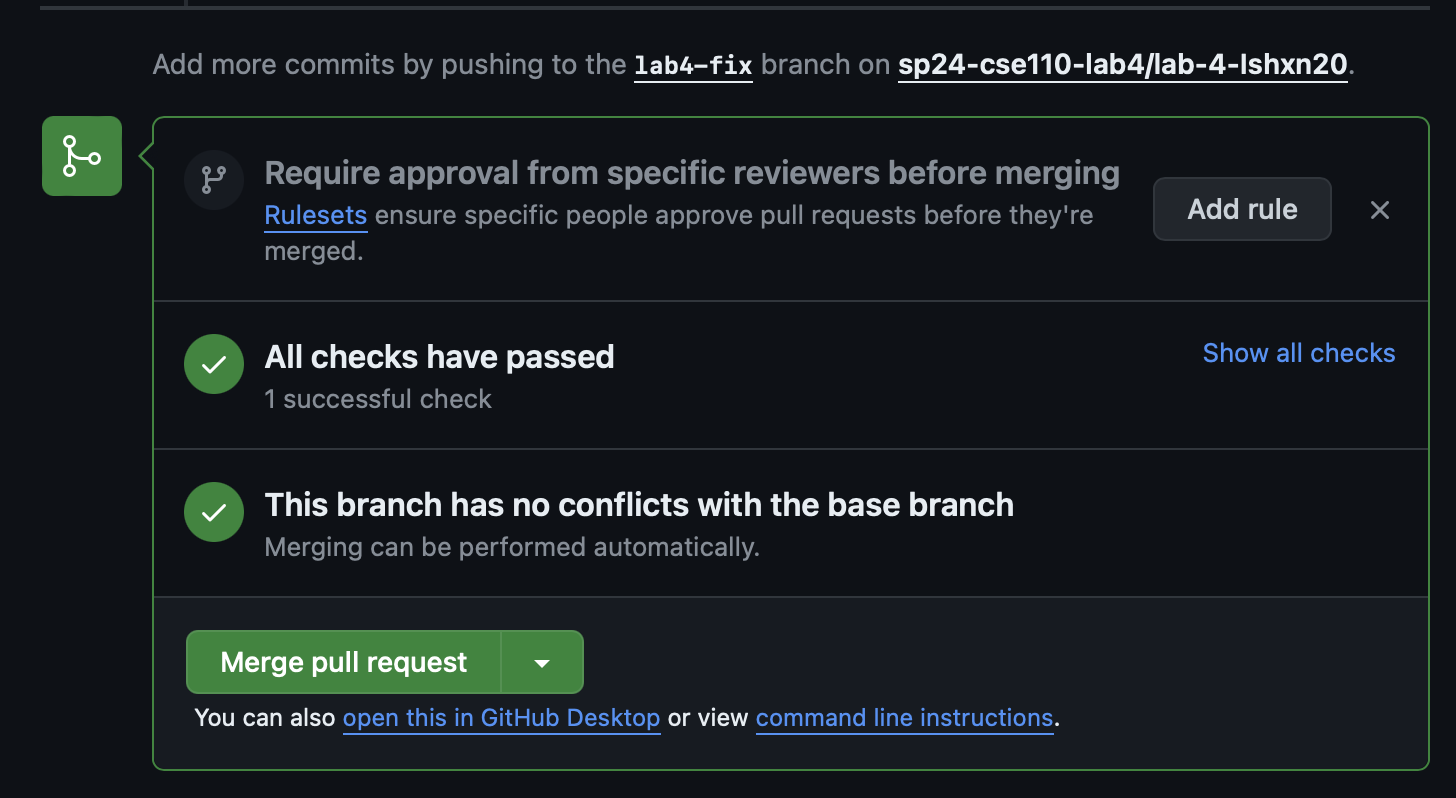 Add more commits by pushing to the lab4-fix branch on sp24-cse110-lab4/lab-4-lshxn20.
Require approval from specific reviewers before merging
Rulesets ensure specific people approve pull requests before they're
merged.
Add rule
All checks have passed
1 successful check
Show all checks
This branch has no conflicts with the base branch
Merging can be performed automatically.
Merge pull request
You can also open this in GitHub Desktop or view command line instructions.